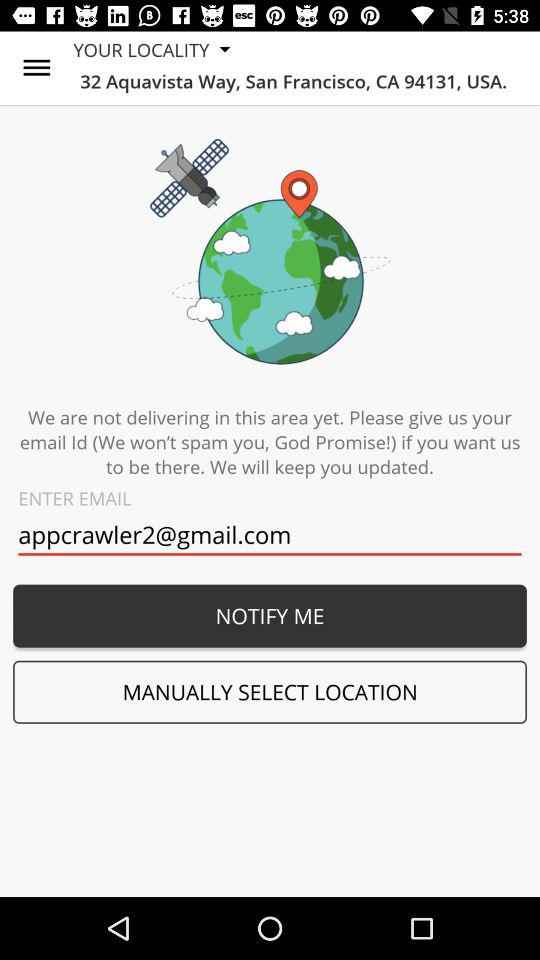 esc 5:38
YOUR LOCALITY
32 Aquavista Way, San Francisco, CA 94131, USA.
We are not delivering in this area yet. Please give us your
email Id (We won't spam you, God Promise!) if you want us
to be there. We will keep you updated.
ENTER EMAIL
appcrawler2@gmail.com
NOTIFY ME
MANUALLY SELECT LOCATION